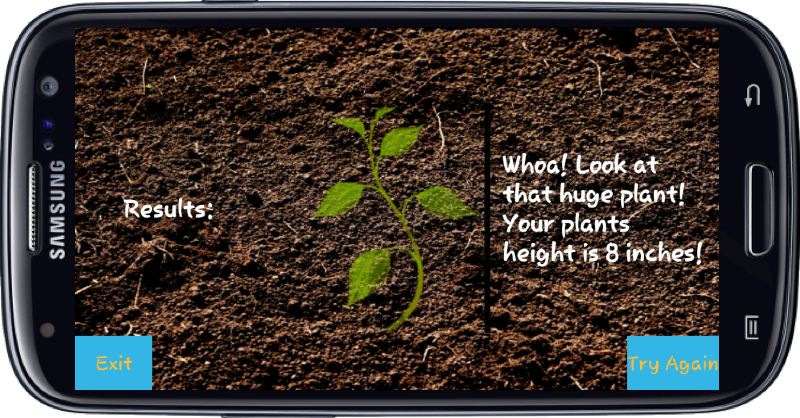 SAMSUNG
Results:
Whoa! Look at
that huge plant!
Your plants
height is 8 inches!
Exit
Try Again